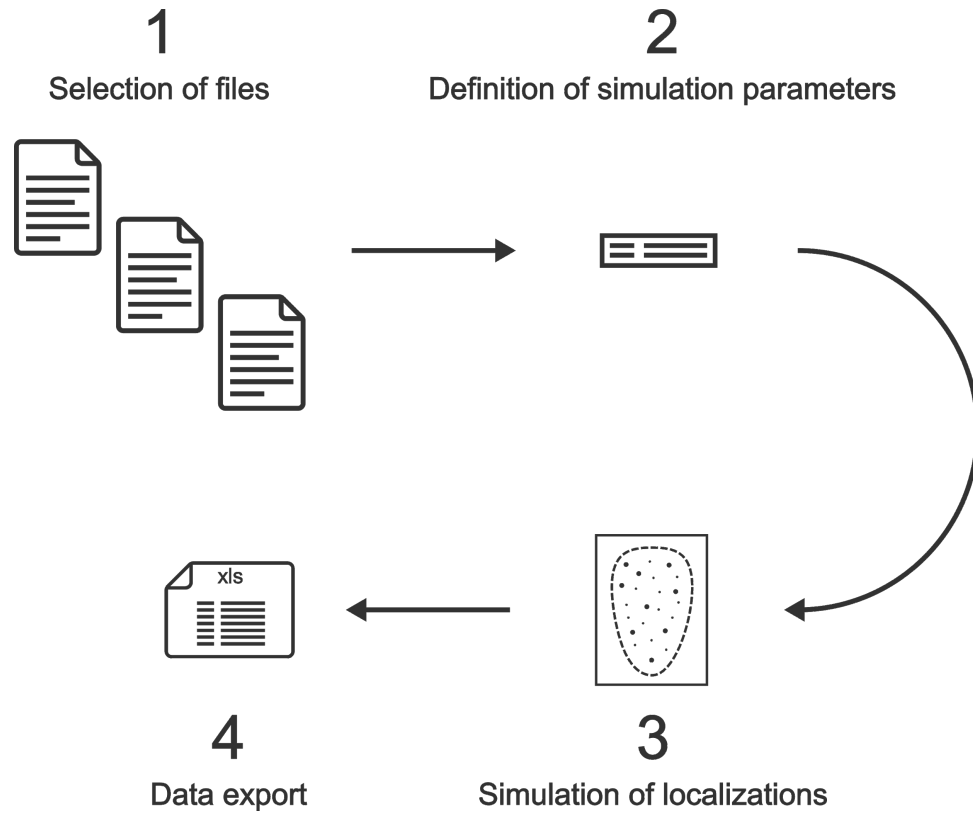 1
Selection of files
2
Definition of simulation parameters
xls
4
Data export
3
Simulation of localizations